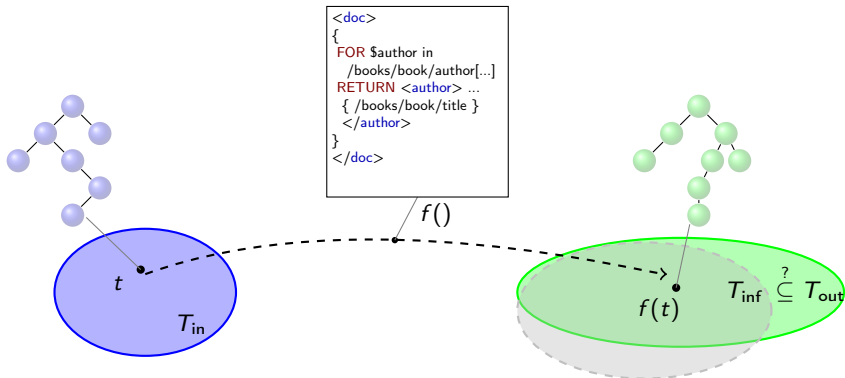 <doc>
{
FOR $author in
/books/book/author[...]
RETURN <author> ...
{ /books/book/title }
</author>
}
</doc>
f()
t
T_in
f(t)
T_inf ⊆? T_out